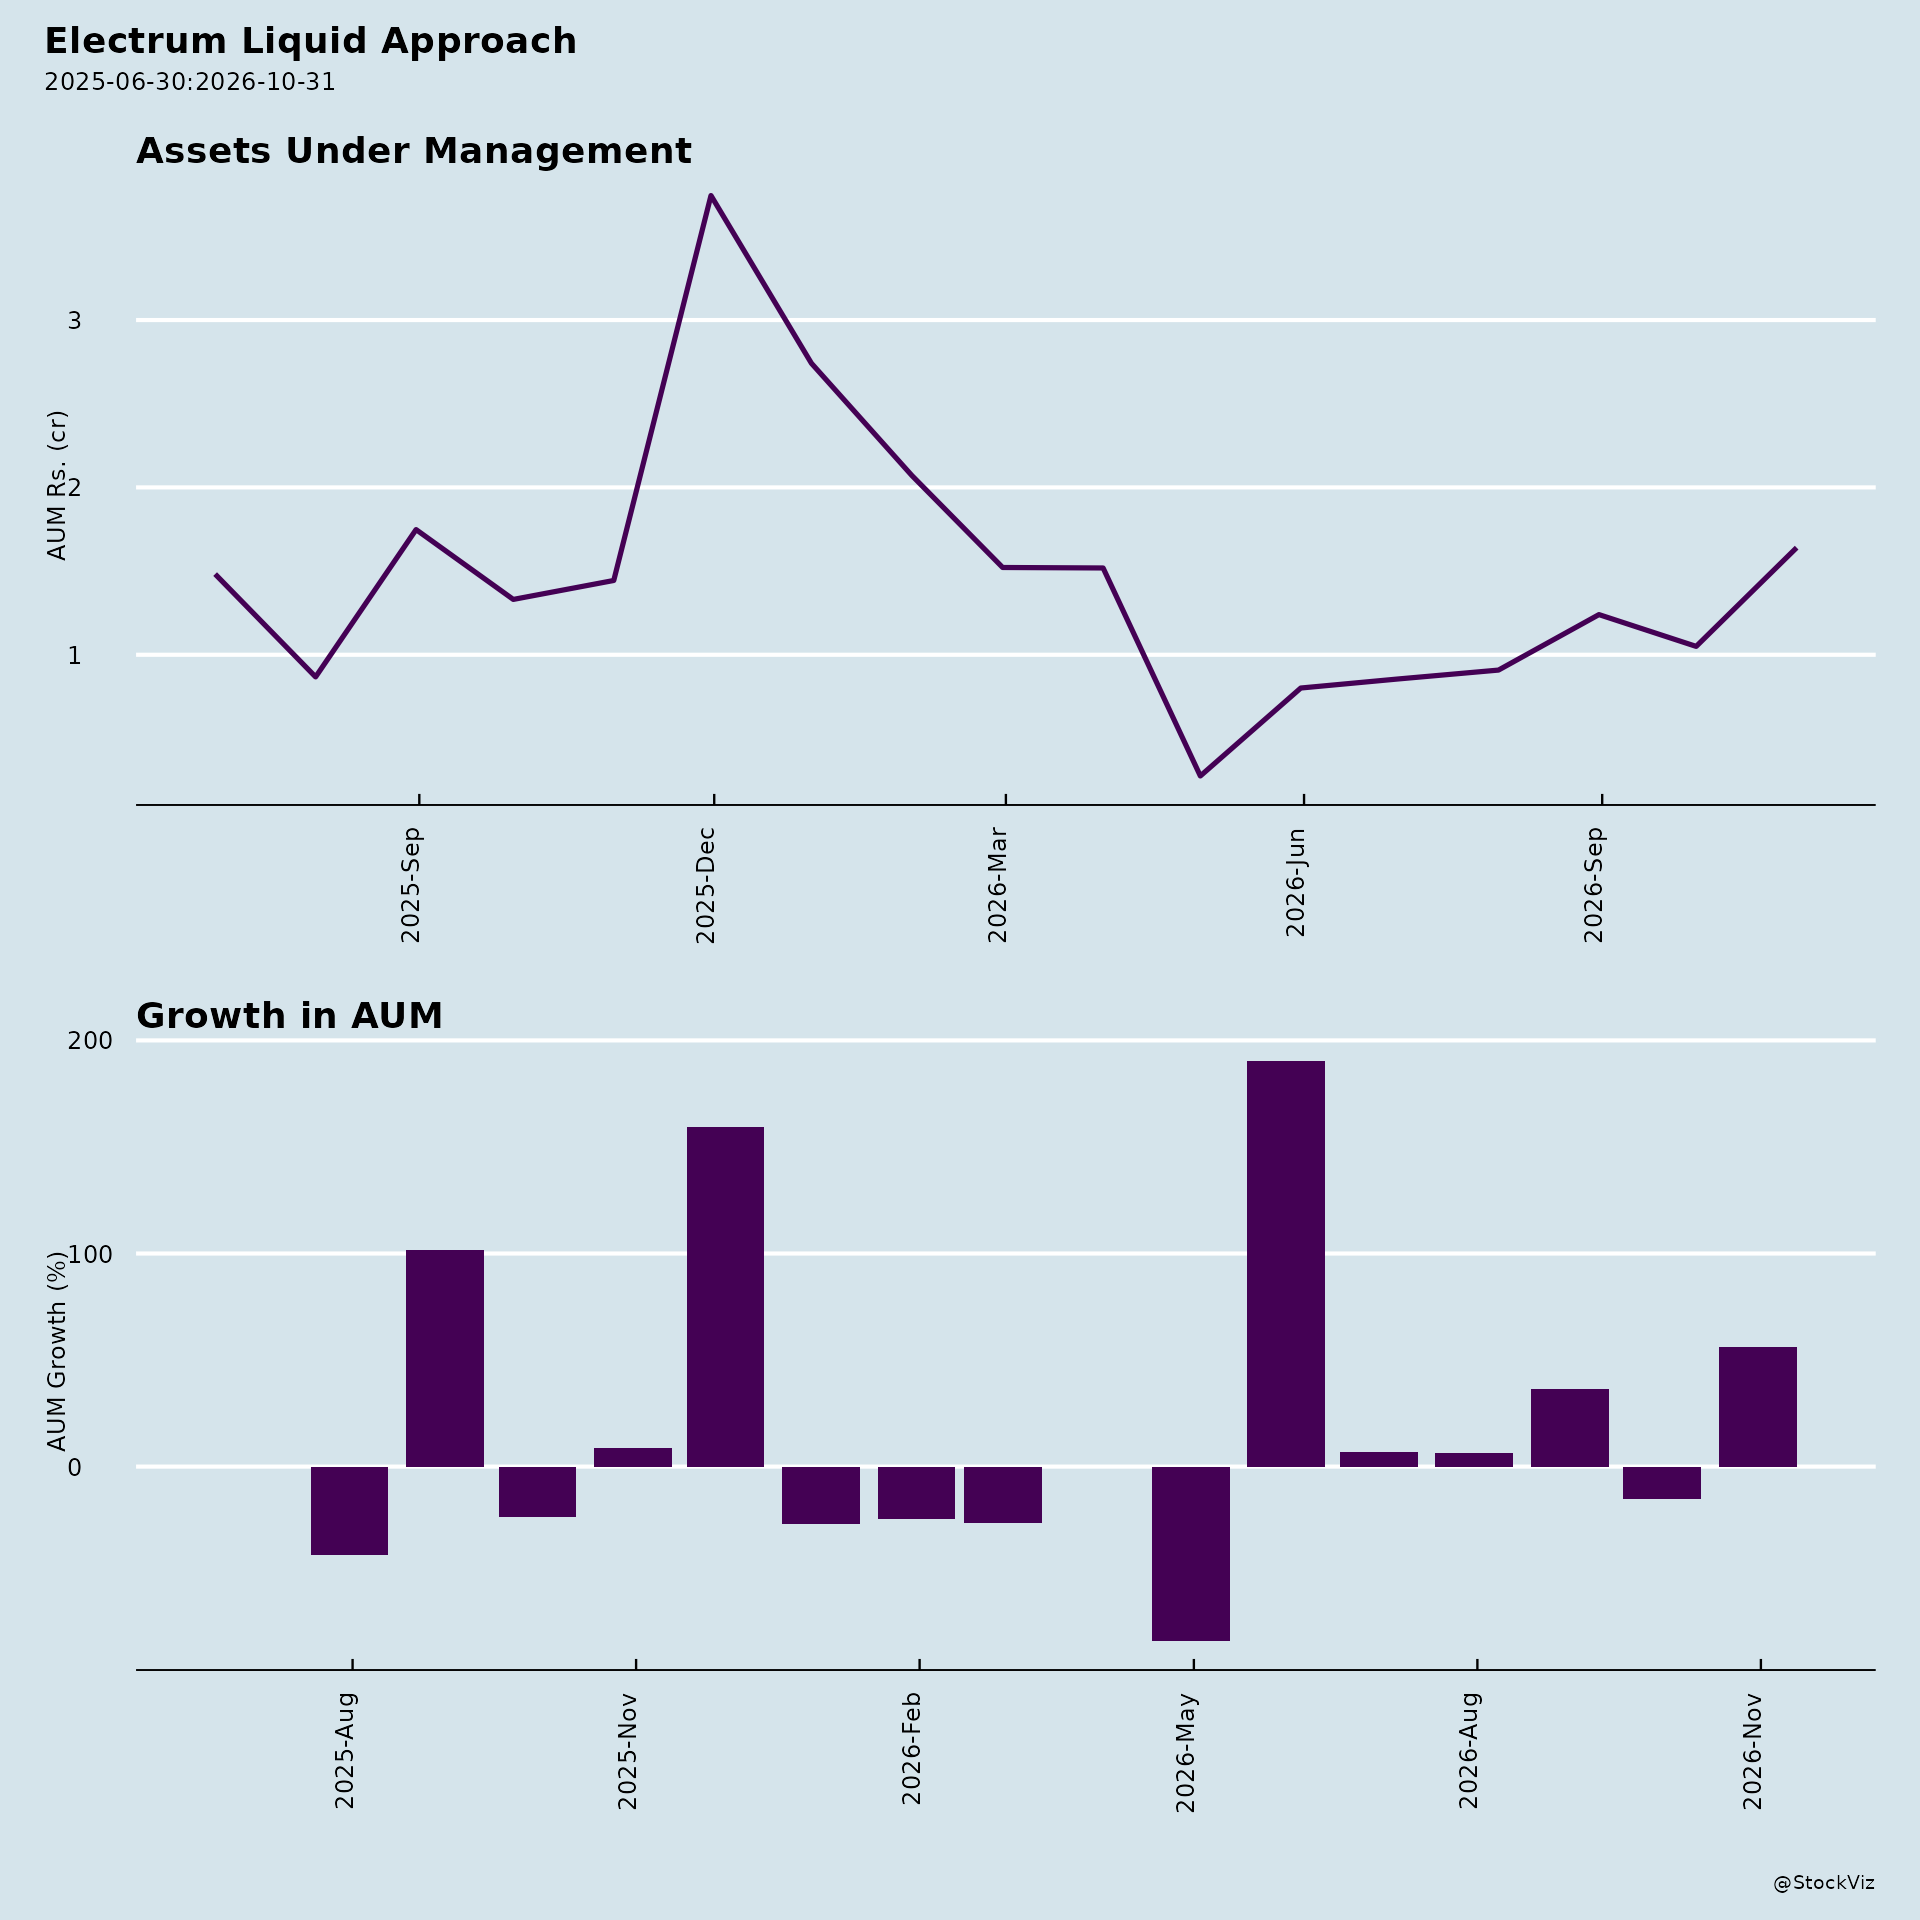 Electrum Liquid Approach
2025-06-30:2026-10-31
Assets Under Management
AUM Rs. (cr)
3
2
1
2025-Sep
2025-Dec
2026-Mar
2026-Jun
2026-Sep
Growth in AUM
AUM Growth (%)
200
100
0
2025-Aug
2025-Nov
2026-Feb
2026-May
2026-Aug
2026-Nov
@StockViz